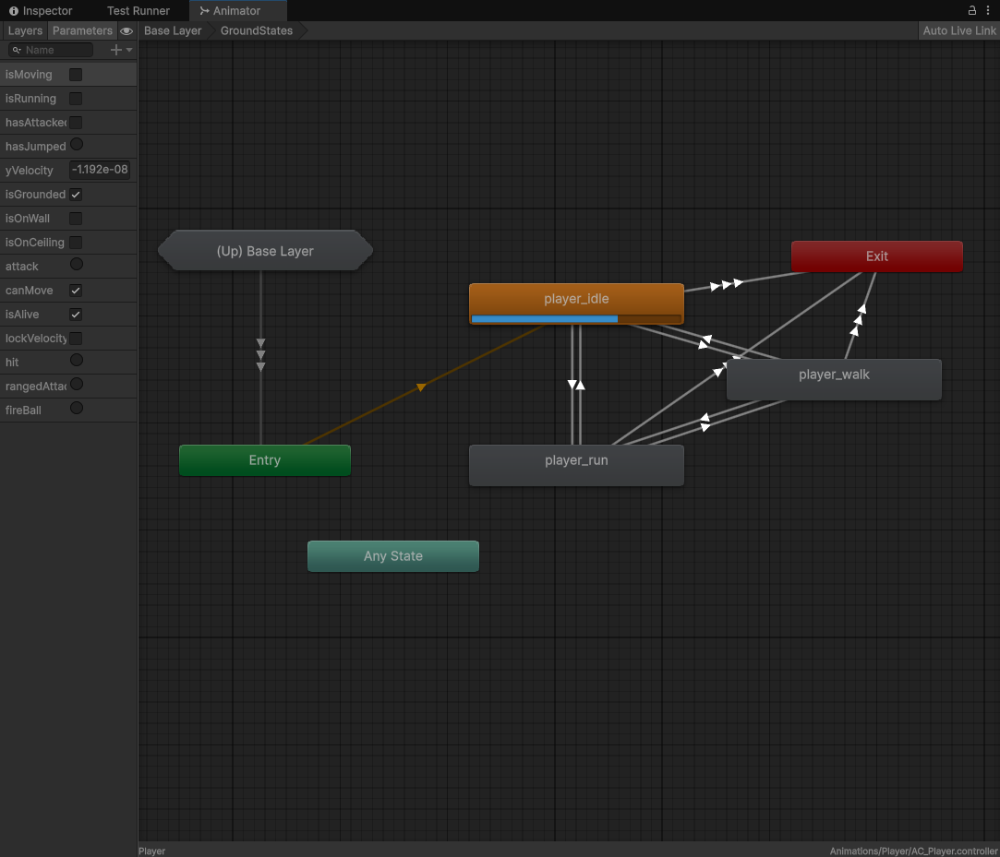 Inspector
Test Runner
Animator
Layers
Parameters
Base Layer
GroundStates
Auto Live Link
Name
isMoving
isRunning
hasAttacked
hasJumped
yVelocity
-1.192e-08
isGrounded
isOnWall
isOnCeiling
attack
canMove
isAlive
lockVelocity
hit
rangedAttac
fireBall
(Up) Base Layer
Exit
player_idle
player_walk
Entry
player_run
Any State
Player
Animations/Player/AC_Player.controller